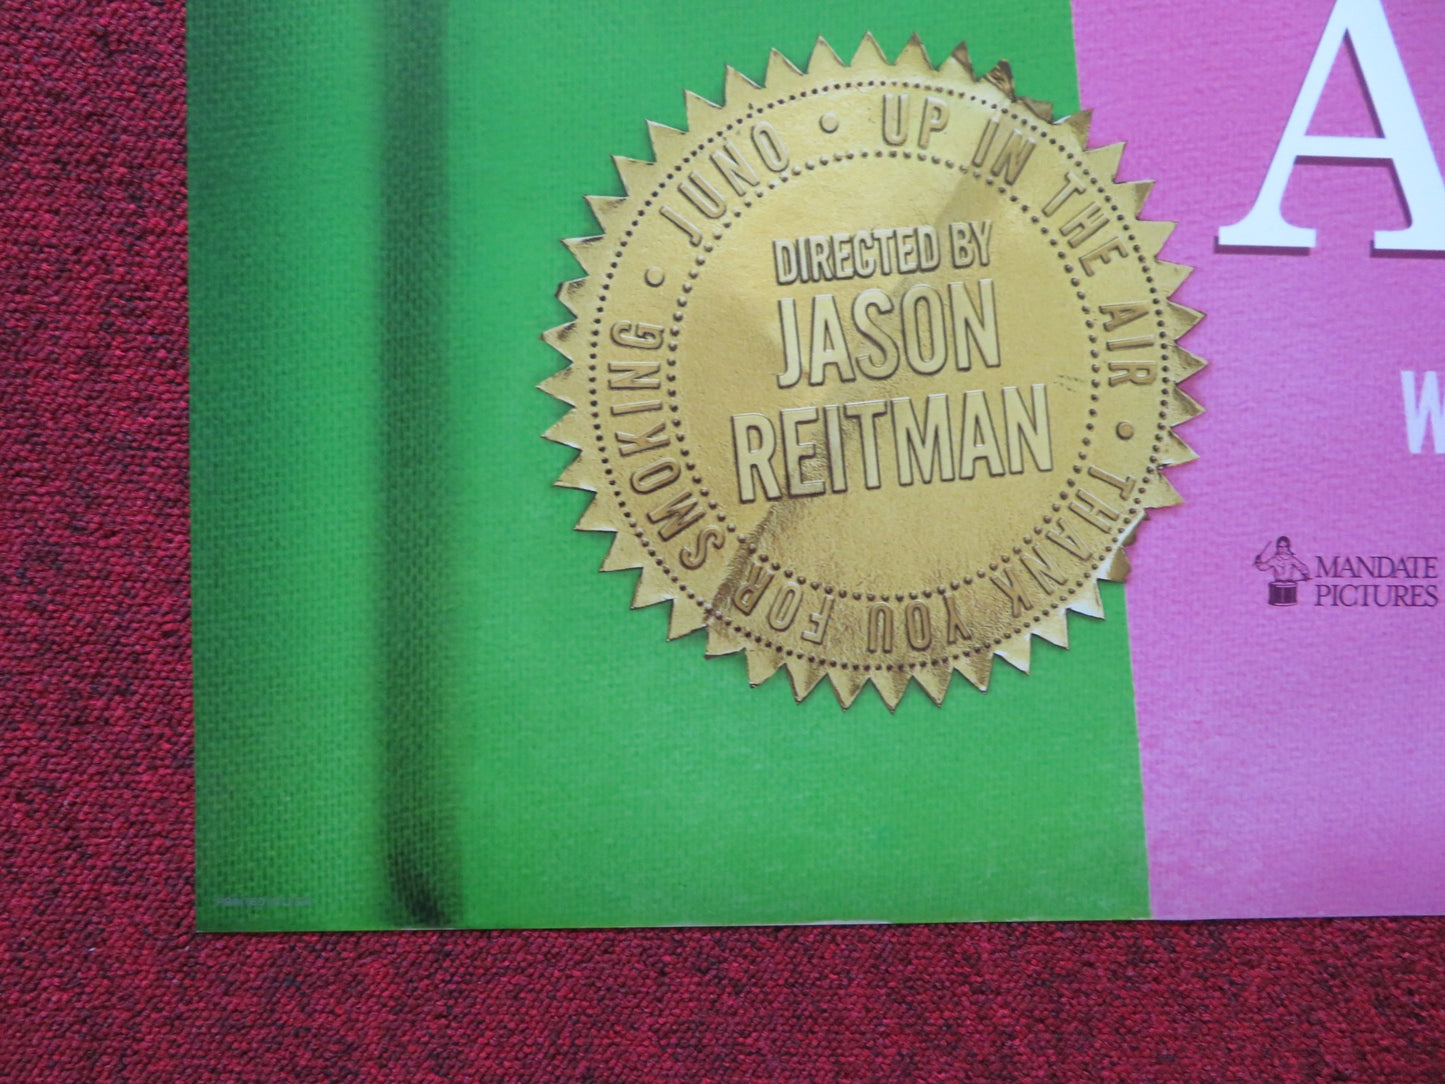 JUNO • UP IN THE AIR • THANK YOU FOR SMOKING •
DIRECTED BY
JASON
REITMAN
A
W
MANDATE
PICTURES